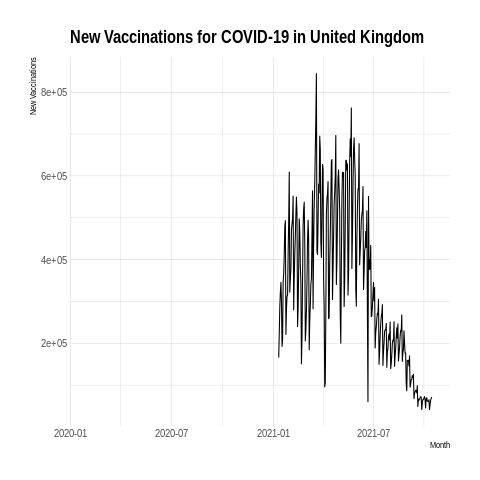 New Vaccinations for COVID-19 in United Kingdom
New Vaccinations
8e+05
6e+05
4e+05
2e+05
2020-01
2020-07
2021-01
2021-07
Month